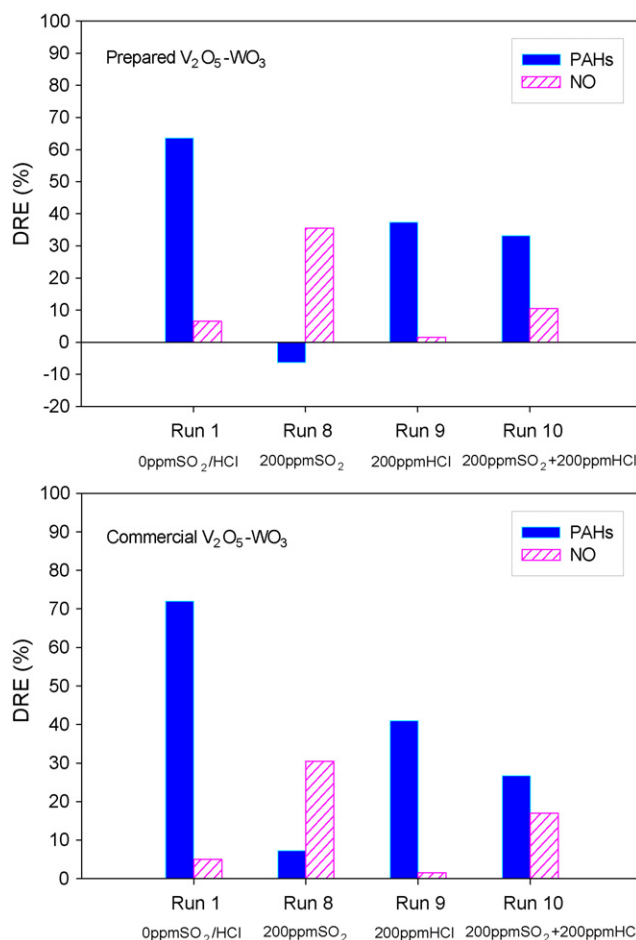 100
90
80
70
60
50
40
30
20
10
0
-10
-20
DRE (%)
Prepared V₂O₅-WO₃
PAHs
NO
Run 1 Run 8 Run 9 Run 10
0ppmSO₂/HCl 200ppmSO₂ 200ppmHCl 200ppmSO₂+200ppmHCl
100
90
80
70
60
50
40
30
20
10
0
DRE (%)
Commercial V₂O₅-WO₃
PAHs
NO
Run 1 Run 8 Run 9 Run 10
0ppmSO₂/HCl 200ppmSO₂ 200ppmHCl 200ppmSO₂+200ppmHC